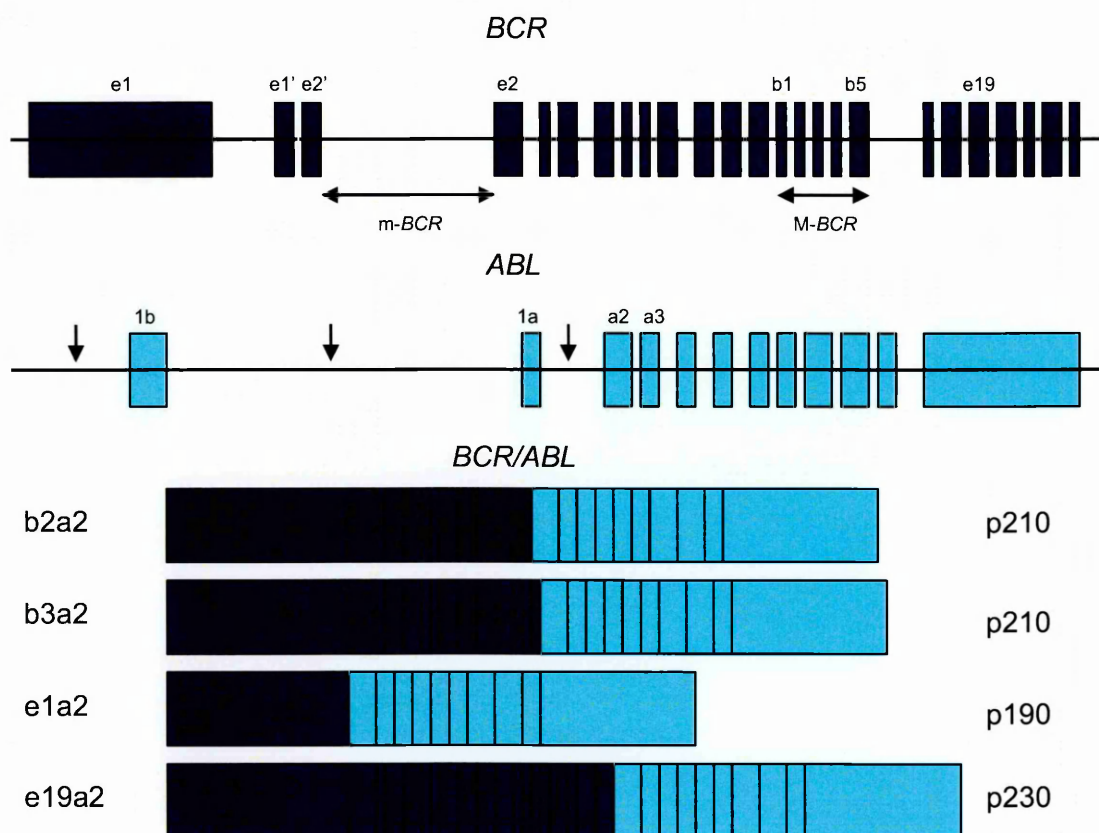 BCR
e1 e1' e2' e2 b1 b5 e19
m-BCR M-BCR
ABL
1b 1a a2 a3
BCR/ABL
b2a2 p210
b3a2 p210
e1a2 p190
e19a2 p230